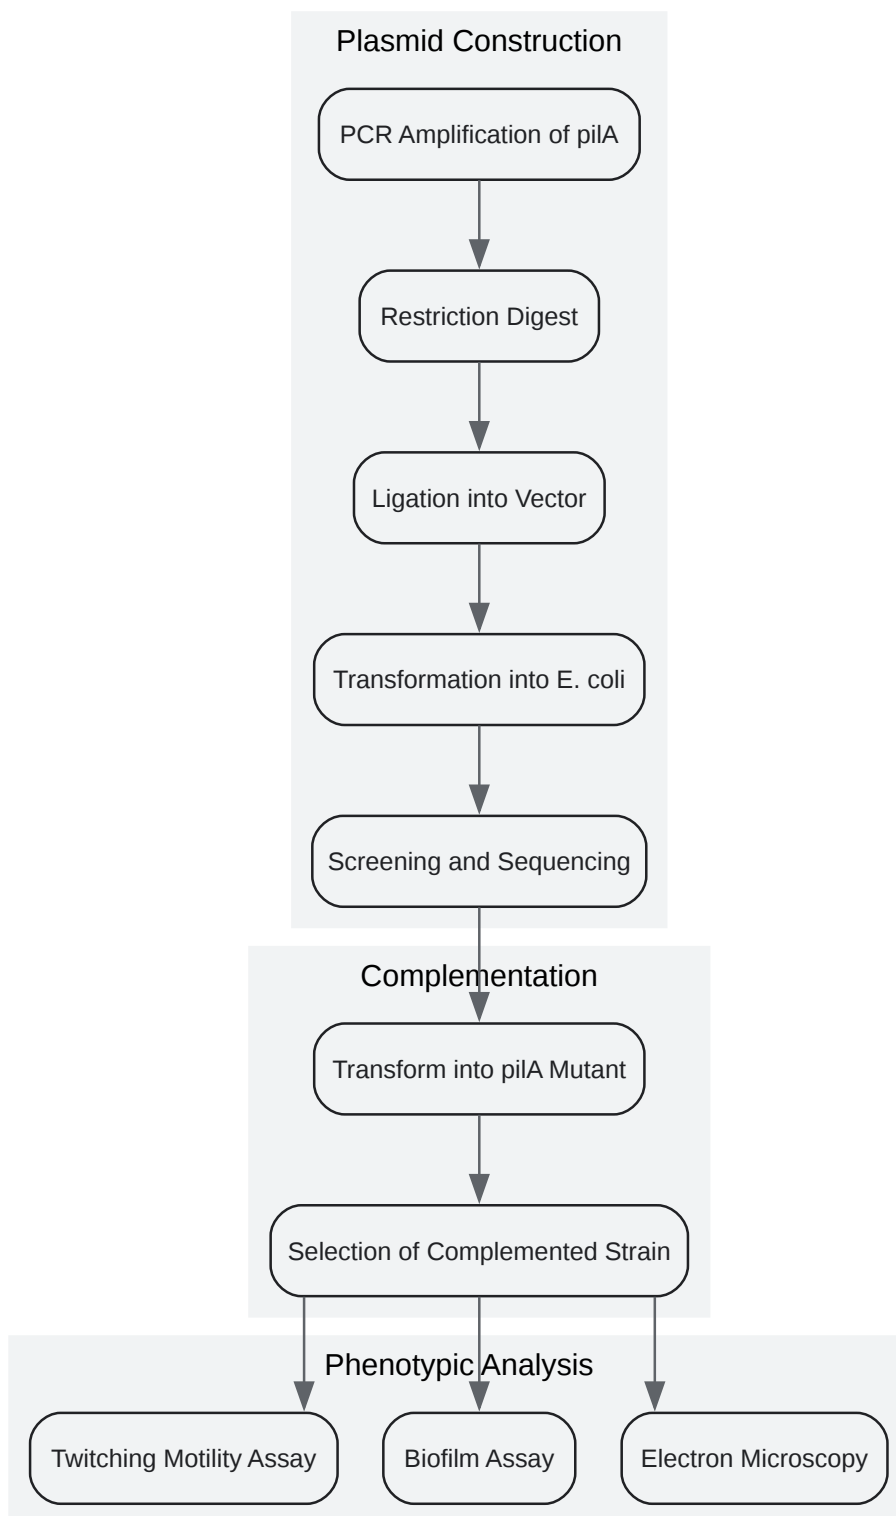 Plasmid Construction
PCR Amplification of pilA
Restriction Digest
Ligation into Vector
Transformation into E. coli
Screening and Sequencing
Complementation
Transform into pilA Mutant
Selection of Complemented Strain
Phenotypic Analysis
Twitching Motility Assay
Biofilm Assay
Electron Microscopy